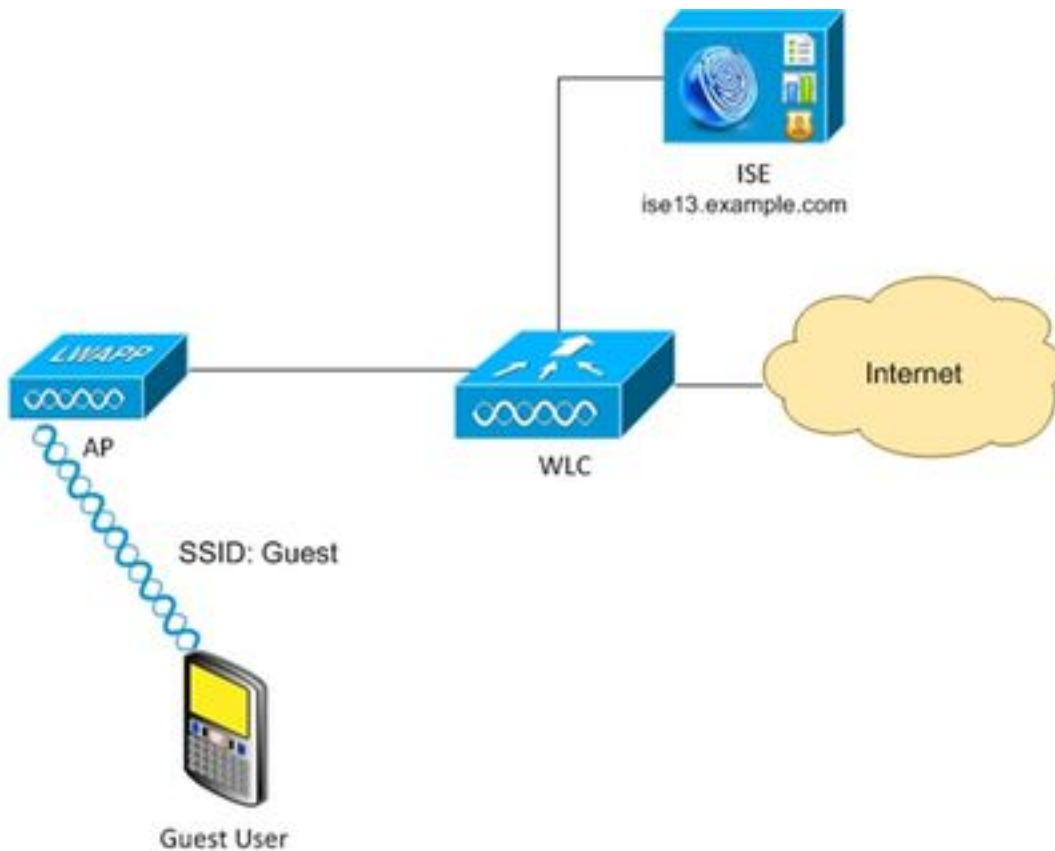 ISE
ise13.example.com
LWAPP
Internet
AP
WLC
SSID: Guest
Guest User